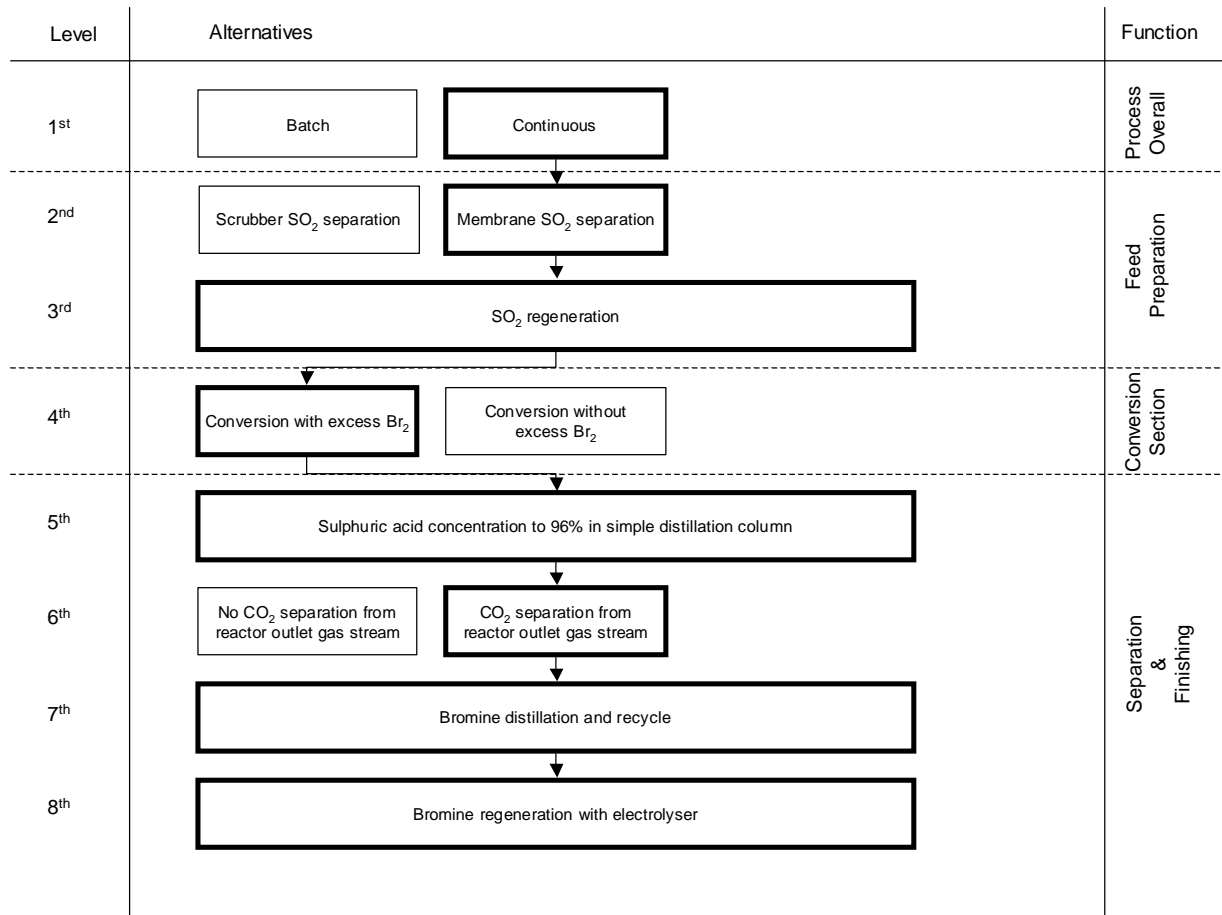 Level
Alternatives
Function
1st
Batch
Continuous
Process
Overall
2nd
Scrubber SO2 separation
Membrane SO2 separation
Feed
Preparation
3rd
SO2 regeneration
4th
Conversion with excess Br2
Conversion without
excess Br2
Conversion
Section
5th
Sulphuric acid concentration to 96% in simple distillation column
6th
No CO2 separation from
reactor outlet gas stream
CO2 separation from
reactor outlet gas stream
Separation
&
Finishing
7th
Bromine distillation and recycle
8th
Bromine regeneration with electrolyser